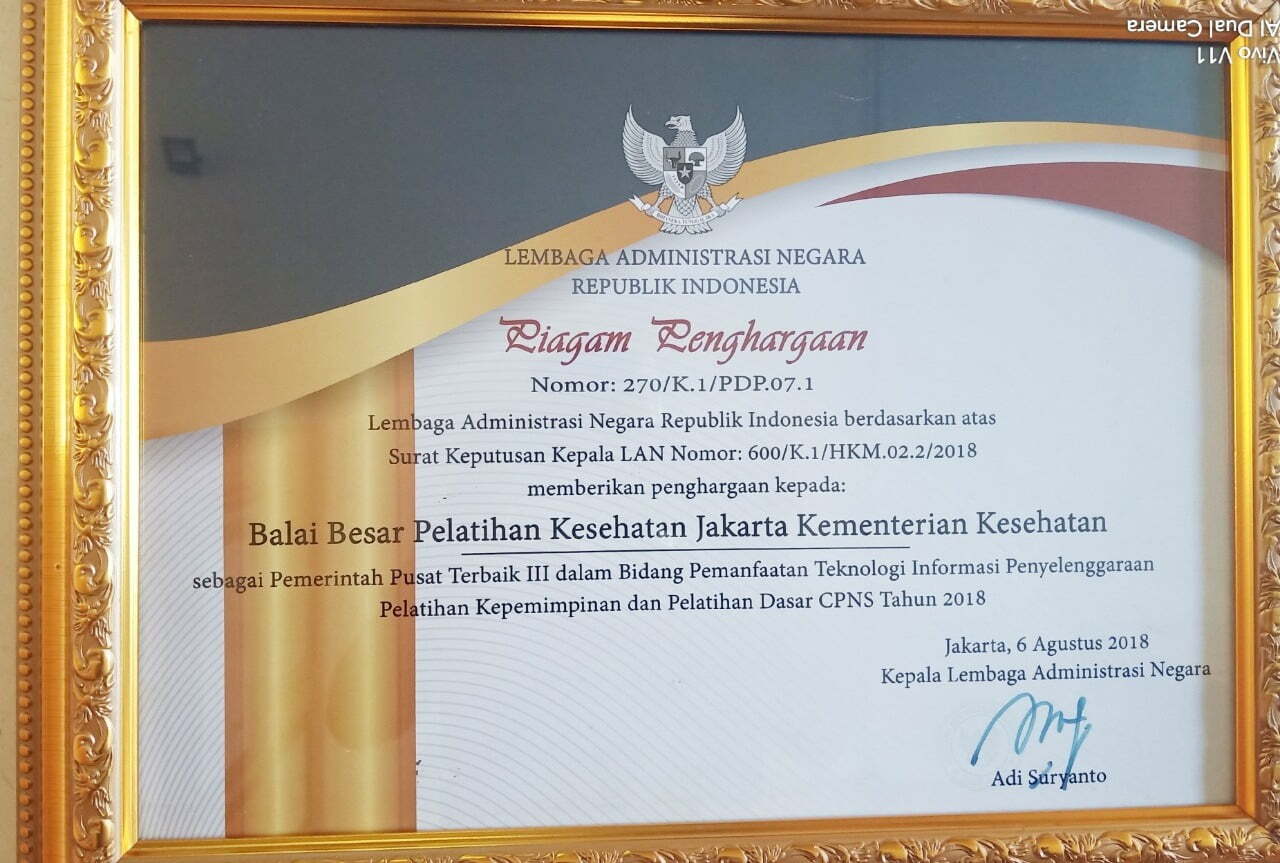 AI Dual Camera
Vivo V11
LEMBAGA ADMINISTRASI NEGARA
REPUBLIK INDONESIA
Piagam Penghargaan
Nomor: 270/K.1/PDP.07.1
Lembaga Administrasi Negara Republik Indonesia berdasarkan atas
Surat Keputusan Kepala LAN Nomor: 600/K.1/HKM.02.2/2018
memberikan penghargaan kepada:
Balai Besar Pelatihan Kesehatan Jakarta Kementerian Kesehatan
sebagai Pemerintah Pusat Terbaik III dalam Bidang Pemanfaatan Teknologi Informasi Penyelenggaraan
Pelatihan Kepemimpinan dan Pelatihan Dasar CPNS Tahun 2018
Jakarta, 6 Agustus 2018
Kepala Lembaga Administrasi Negara
Adi Suryanto